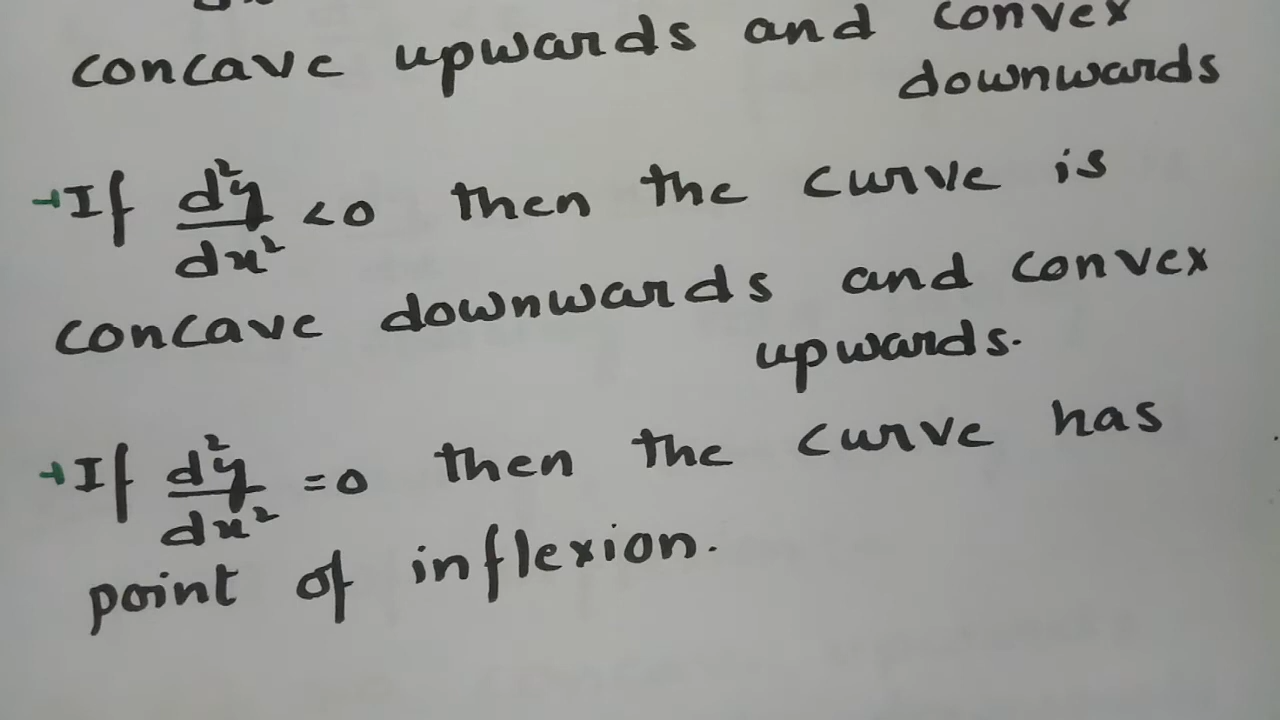 concave upwards and convex
downwards
→If d²y/dx² <0 then the curve is
concave downwards and convex
upwards.
→If d²y/dx² =0 then the curve has
point of inflexion.